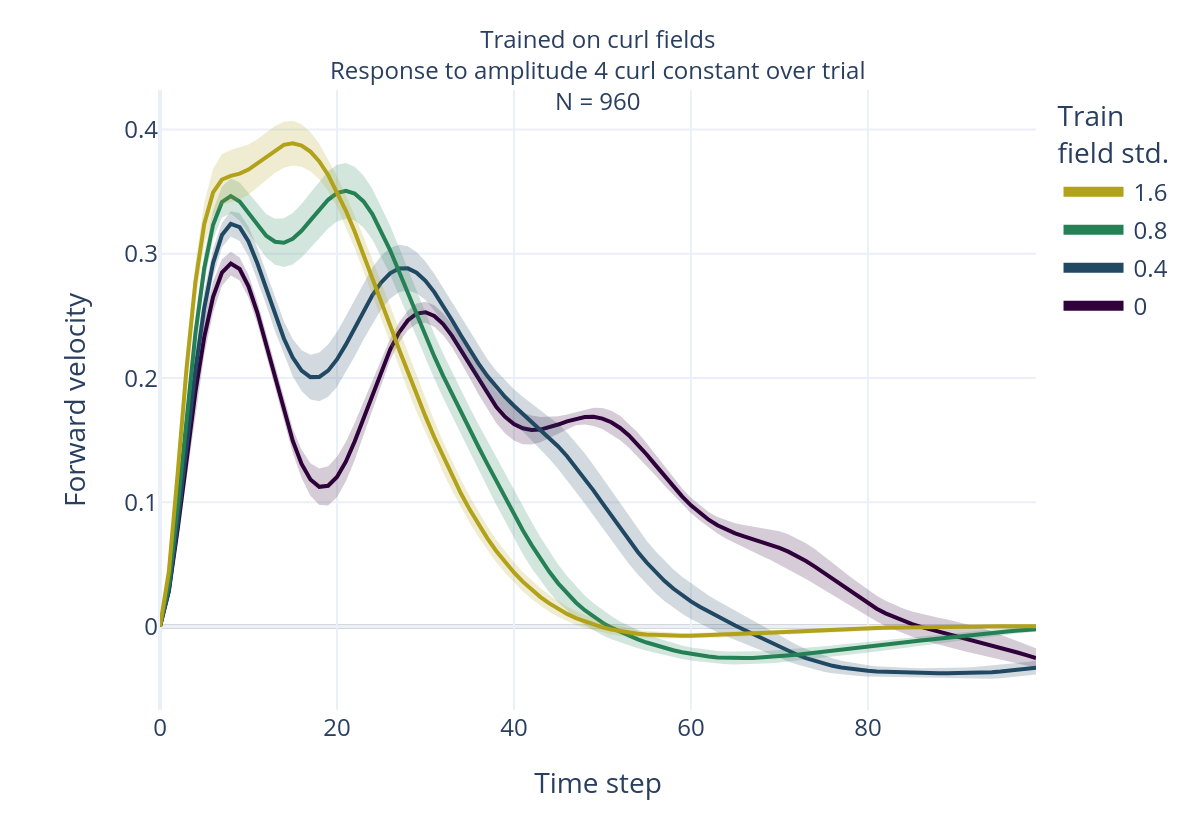 Trained on curl fields
Response to amplitude 4 curl constant over trial
N = 960
Train
field std.
1.6
0.8
0.4
0
Forward velocity
0.4
0.3
0.2
0.1
0
0
20
40
60
80
Time step